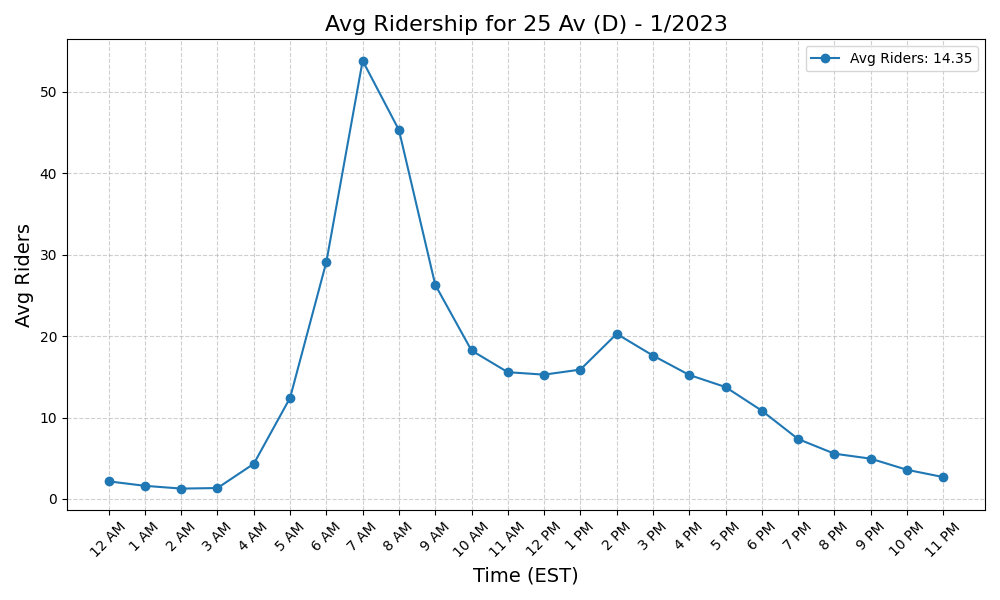 Avg Ridership for 25 Av (D) - 1/2023
Avg Riders: 14.35
Avg Riders
50
40
30
20
10
0
12 AM
1 AM
2 AM
3 AM
4 AM
5 AM
6 AM
7 AM
8 AM
9 AM
10 AM
11 AM
12 PM
1 PM
2 PM
3 PM
4 PM
5 PM
6 PM
7 PM
8 PM
9 PM
10 PM
11 PM
Time (EST)